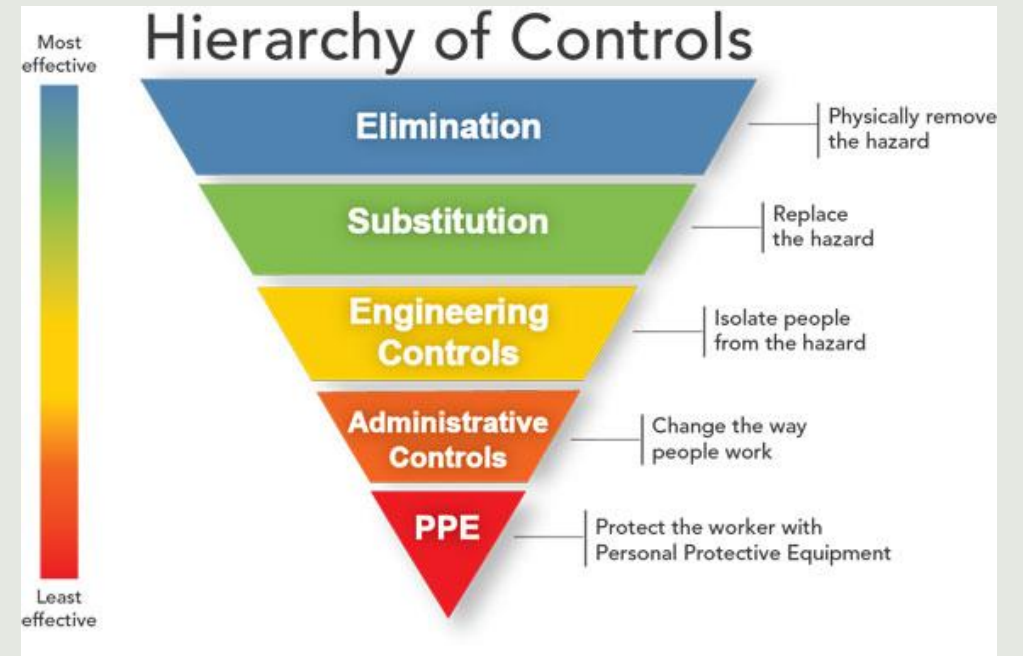 Hierarchy of Controls
Most
effective
Elimination
Physically remove
the hazard
Substitution
Replace
the hazard
Engineering
Controls
Isolate people
from the hazard
Administrative
Controls
Change the way
people work
PPE
Protect the worker with
Personal Protective Equipment
Least
effective